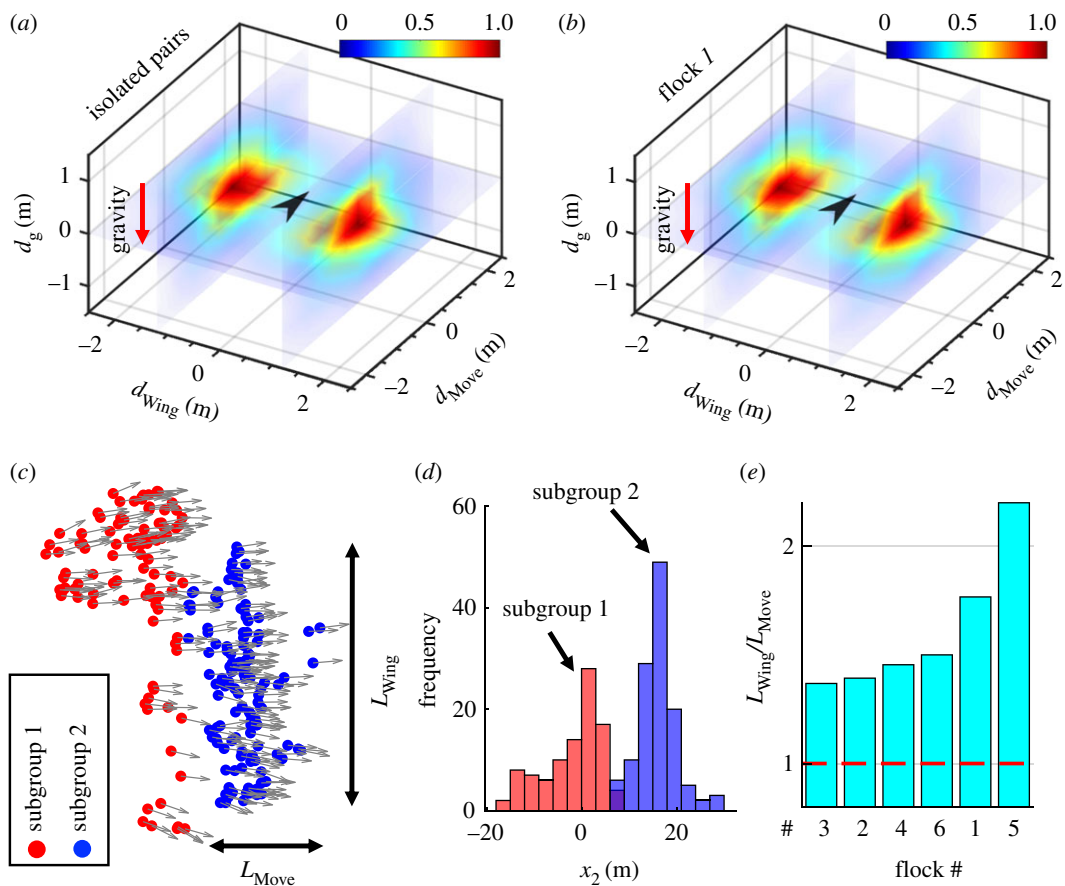 (a)
0 0.5 1.0
isolated pairs
1
0
−1
d_g (m)
gravity
−2
0
2
d_Wing (m)
−2
0
2
d_Move (m)
(b)
0 0.5 1.0
flock 1
1
0
−1
d_g (m)
gravity
−2
0
2
d_Wing (m)
−2
0
2
d_Move (m)
(c)
L_Wing
L_Move
subgroup 1
subgroup 2
(d)
subgroup 2
subgroup 1
60
40
20
0
frequency
−20 0 20
x_2 (m)
(e)
2
1
L_Wing/L_Move
# 3 2 4 6 1 5
flock #